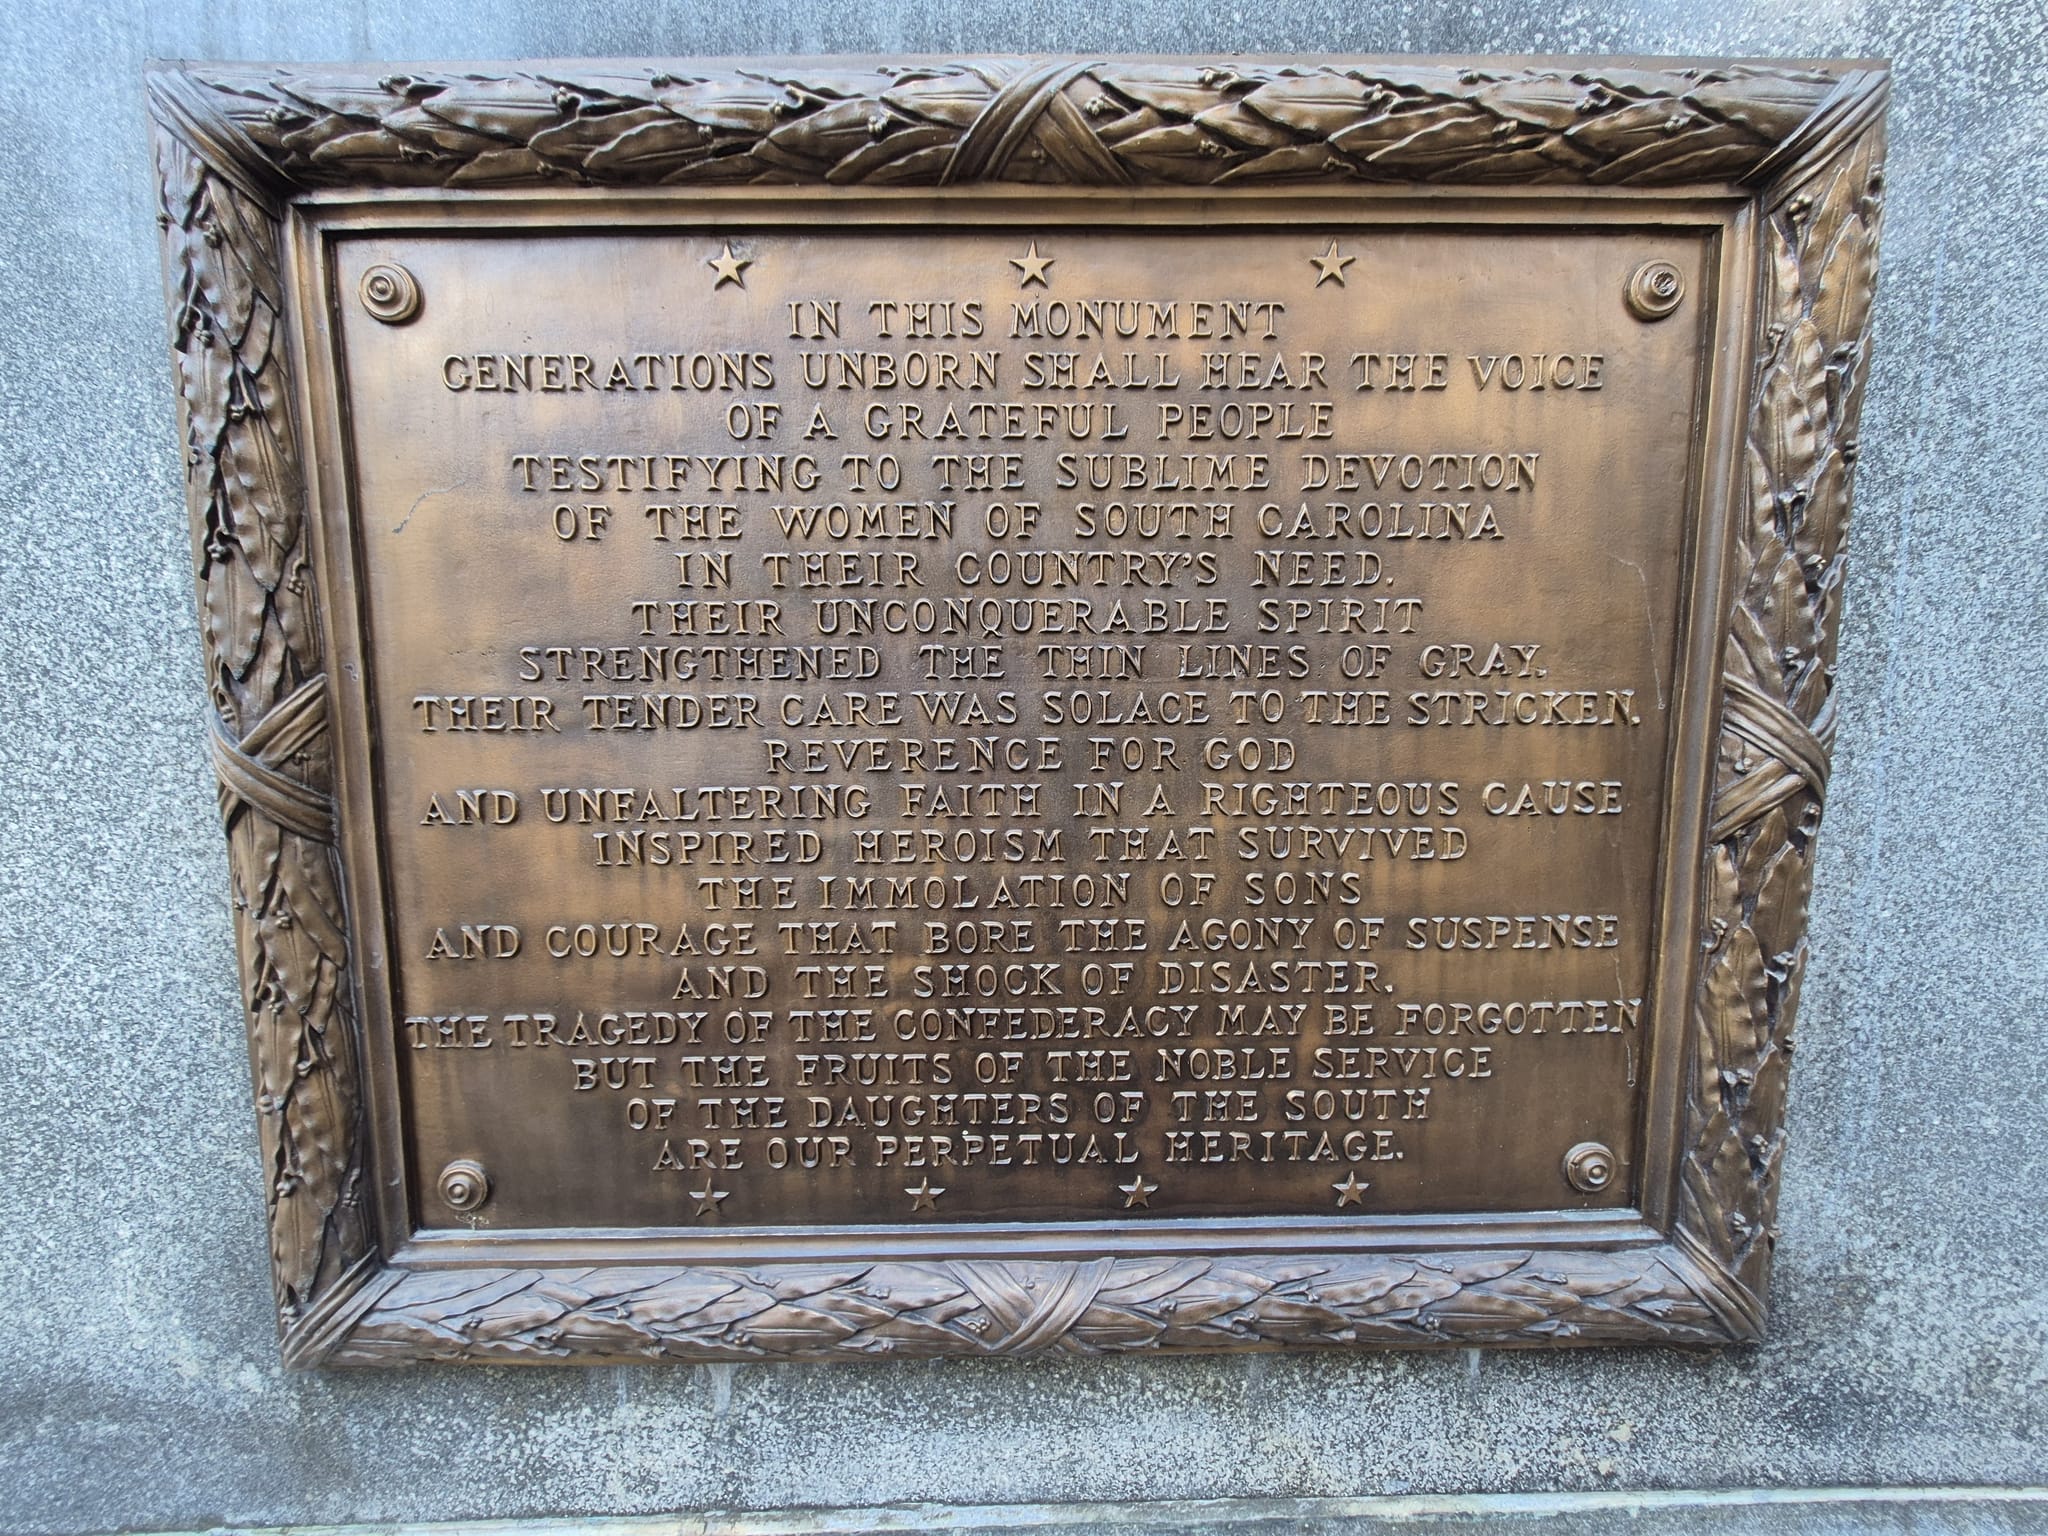 IN THIS MONUMENT
GENERATIONS UNBORN SHALL HEAR THE VOICE
OF A GRATEFUL PEOPLE
TESTIFYING TO THE SUBLIME DEVOTION
OF THE WOMEN OF SOUTH CAROLINA
IN THEIR COUNTRY'S NEED.
THEIR UNCONQUERABLE SPIRIT
STRENGTHENED THE THIN LINES OF GRAY.
THEIR TENDER CARE WAS SOLACE TO THE STRICKEN.
REVERENCE FOR GOD
AND UNFALTERING FAITH IN A RIGHTEOUS CAUSE
INSPIRED HEROISM THAT SURVIVED
THE IMMOLATION OF SONS
AND COURAGE THAT BORE THE AGONY OF SUSPENSE
AND THE SHOCK OF DISASTER.
THE TRAGEDY OF THE CONFEDERACY MAY BE FORGOTTEN
BUT THE FRUITS OF THE NOBLE SERVICE
OF THE DAUGHTERS OF THE SOUTH
ARE OUR PERPETUAL HERITAGE.